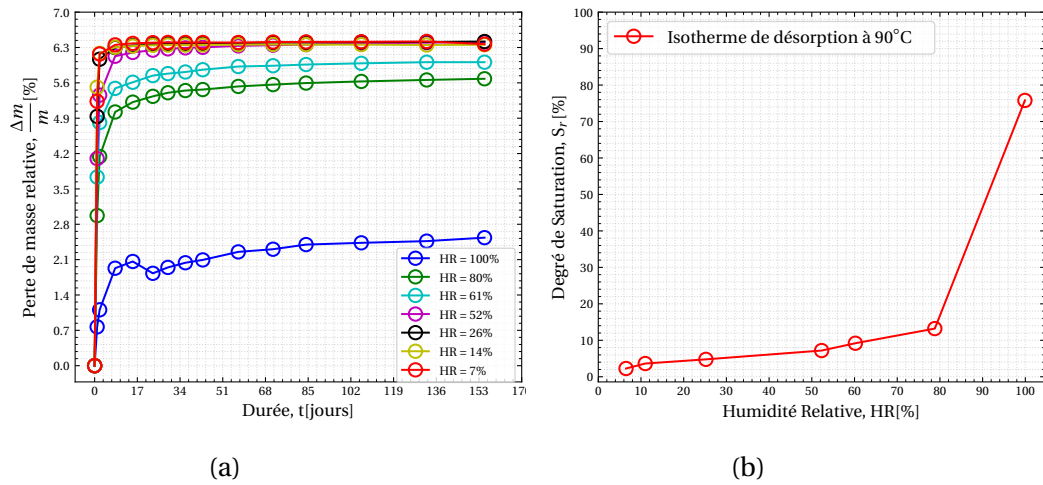 7.0
6.3
5.6
4.9
4.2
3.5
2.8
2.1
1.4
0.7
0.0
Perte de masse relative, Δm/m [%]
HR = 100%
HR = 80%
HR = 61%
HR = 52%
HR = 26%
HR = 14%
HR = 7%
0 17 34 51 68 85 102 119 136 153 170
Durée, t[jours]
(a)
100
90
80
70
60
50
40
30
20
10
0
Degré de Saturation, Sr[%]
Isotherme de désorption à 90°C
0 10 20 30 40 50 60 70 80 90 100
Humidité Relative, HR[%]
(b)